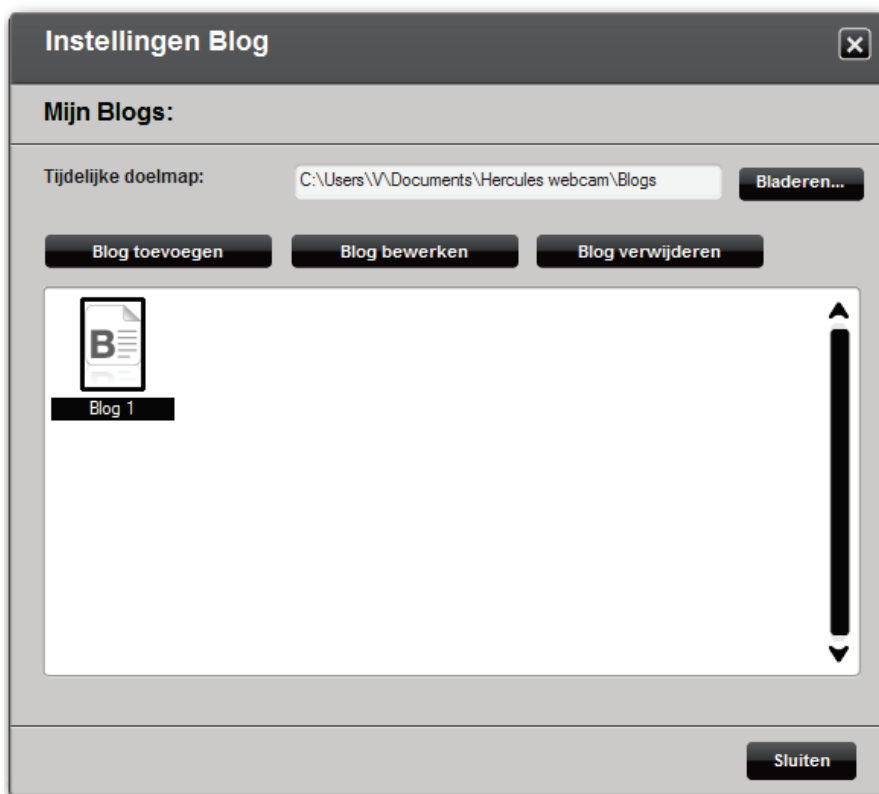 Instellingen Blog
Mijn Blogs:
Tijdelijke doelmap: C:\Users\V\Documents\Hercules webcam\Blogs Bladeren...
Blog toevoegen Blog bewerken Blog verwijderen
B
Blog 1
Sluiten